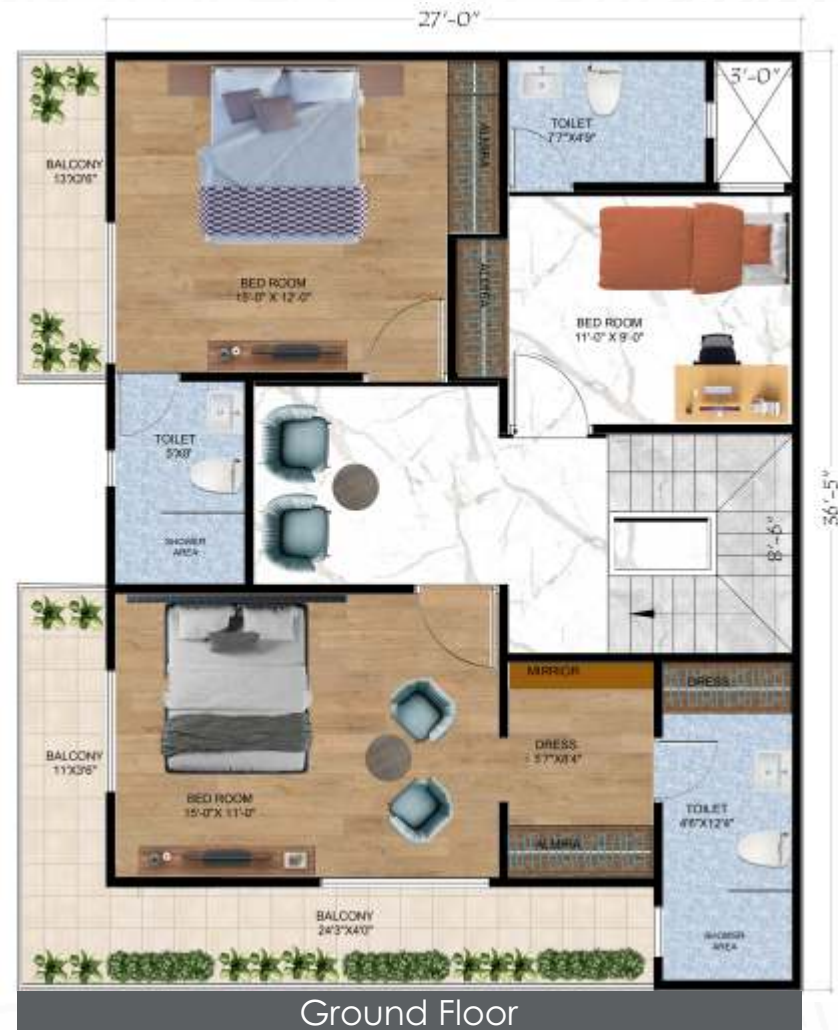 27'-0"
3'-0"
TOILET
7'7"X4'9"
BALCONY
13'X3'6"
ALMIRA
BED ROOM
15'-0" X 12'-0"
ALMIRA
BED ROOM
11'-0" X 9'-0"
TOILET
5'X8'
SHOWER
AREA
36'-5"
8'-6"
MIRRIOR
DRESS
BALCONY
11'X3'6"
DRESS
5'7"X8'4"
BED ROOM
15'-0"X 11'-0"
TOILET
4'6"X12'4"
ALMIRA
BALCONY
24'3"X4'0"
SHOWER
AREA
Ground Floor